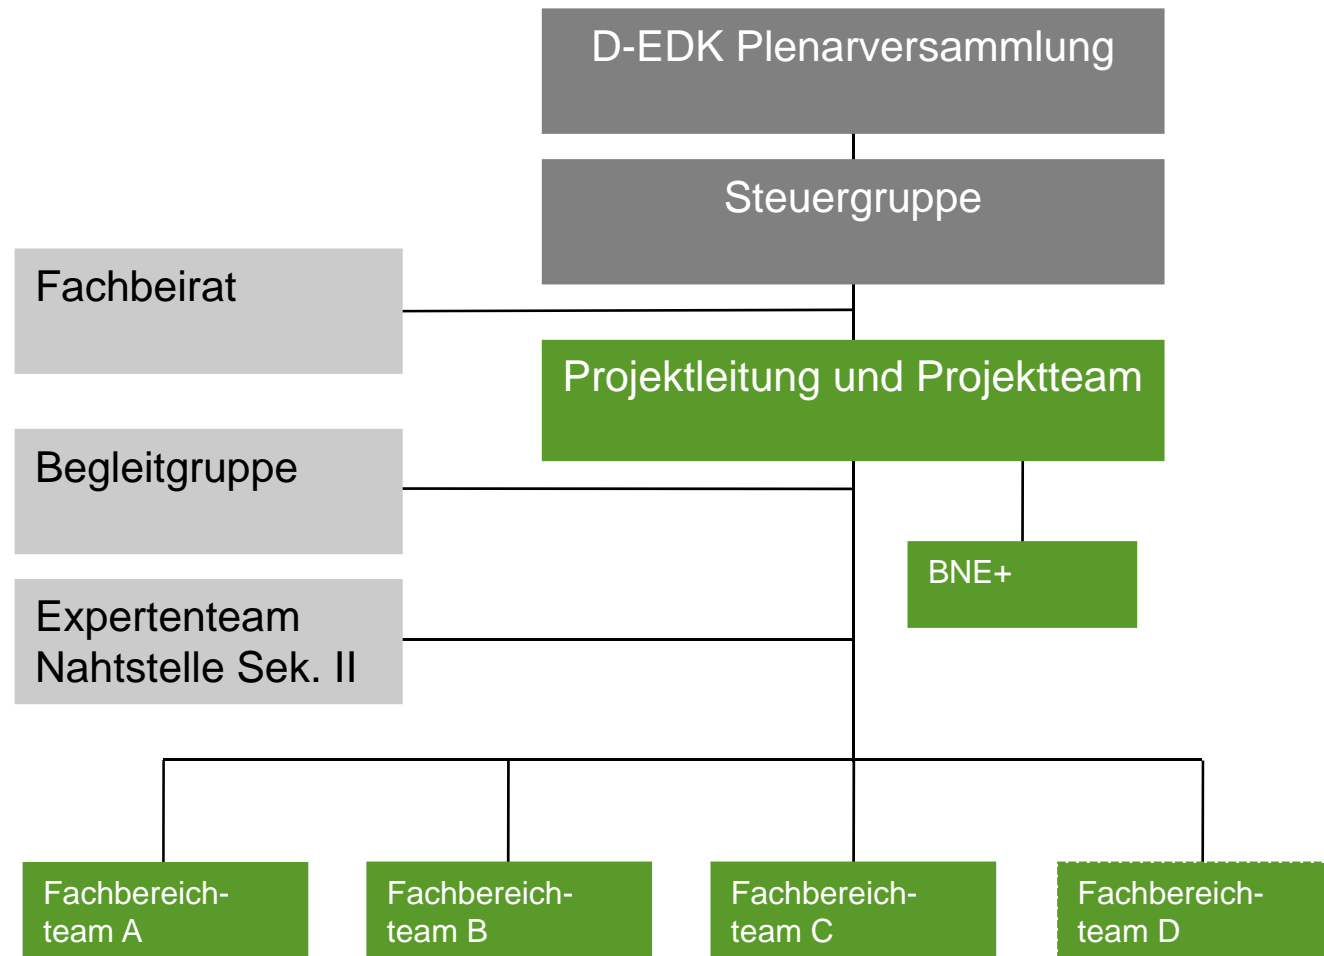 D-EDK Plenarversammlung
Steuergruppe
Fachbeirat
Projektleitung und Projektteam
Begleitgruppe
BNE+
Expertenteam
Nahtstelle Sek. II
Fachbereich-
team A
Fachbereich-
team B
Fachbereich-
team C
Fachbereich-
team D